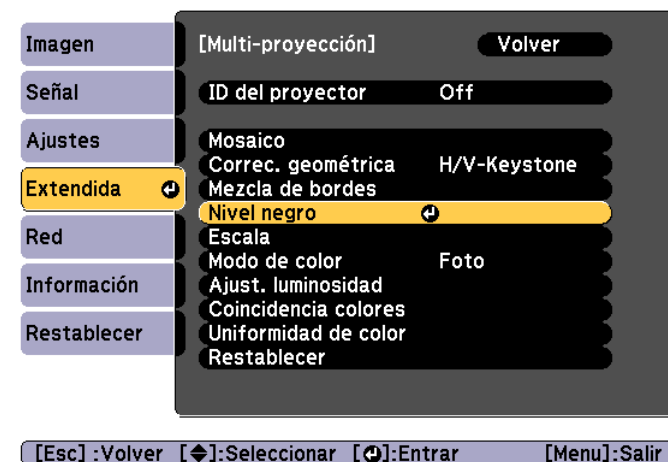 Imagen
Señal
Ajustes
Extendida
Red
Información
Restablecer
[Multi-proyección] Volver
ID del proyector Off
Mosaico
Correc. geométrica H/V-Keystone
Mezcla de bordes
Nivel negro
Escala
Modo de color Foto
Ajust. luminosidad
Coincidencia colores
Uniformidad de color
Restablecer
[Esc] :Volver [◆]:Seleccionar [↵]:Entrar [Menu]:Salir